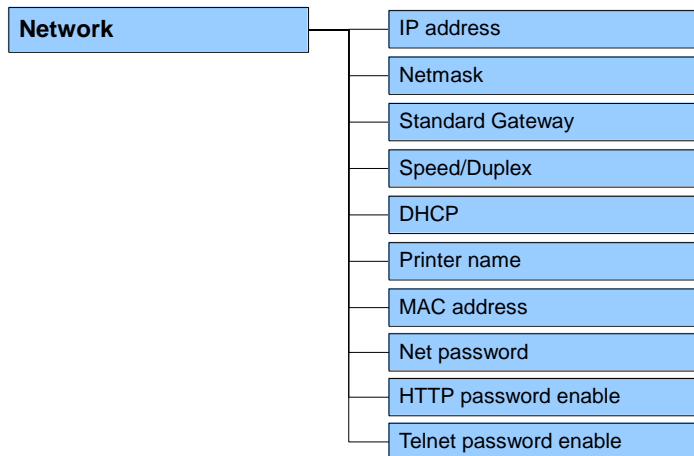 Network
IP address
Netmask
Standard Gateway
Speed/Duplex
DHCP
Printer name
MAC address
Net password
HTTP password enable
Telnet password enable